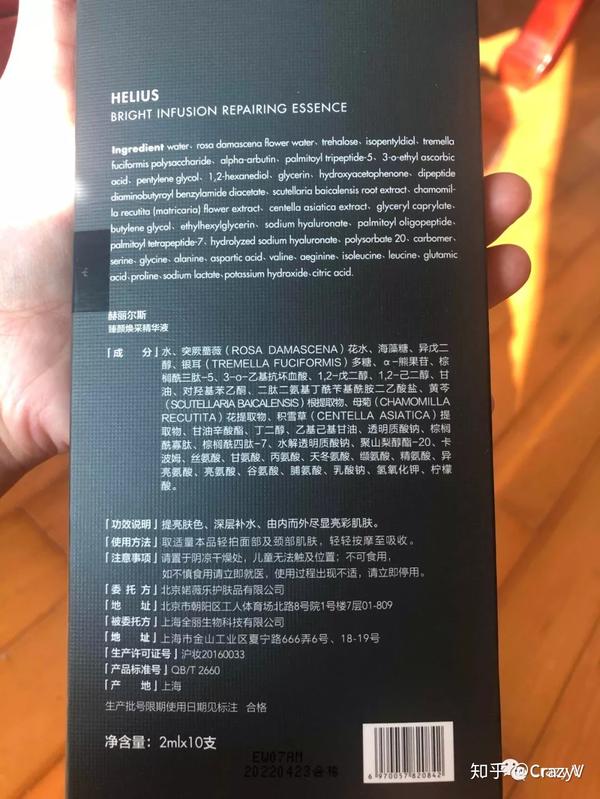 HELIUS
BRIGHT INFUSION REPAIRING ESSENCE
Ingredient water、rosa damascena flower water、trehalose、isopentyldiol、tremella
fuciformis polysaccharide、alpha-arbutin、palmitoyl tripeptide-5、3-o-ethyl ascorbic
acid、pentylene glycol、1,2-hexanediol、glycerin、hydroxyacetophenone、dipeptide
diaminobutyroyl benzylamide diacetate、scutellaria baicalensis root extract、chamomil-
la recutita (matricaria) flower extract、centella asiatica extract、glyceryl caprylate、
butylene glycol、ethylhexylglycerin、sodium hyaluronate、palmitoyl oligopeptide、
palmitoyl tetrapeptide-7、hydrolyzed sodium hyaluronate、polysorbate 20、carbomer、
serine、glycine、alanine、aspartic acid、valine、aeginine、isoleucine、leucine、glutamic
acid、proline、sodium lactate、potassium hydroxide、citric acid.
赫丽尔斯
臻颜焕采精华液
「成 分」水、突厥蔷薇（ROSA DAMASCENA）花水、海藻糖、异戊二
醇、银耳（TREMELLA FUCIFORMIS）多糖、α-熊果苷、棕
榈酰三肽-5、3-o-乙基抗坏血酸、1,2-戊二醇、1,2-己二醇、甘
油、对羟基苯乙酮、二肽二氨基丁酰苄基酰胺二乙酸盐、黄芩
（SCUTELLARIA BAICALENSIS）根提取物、母菊（CHAMOMILLA
RECUTITA）花提取物、积雪草（CENTELLA ASIATICA）提
取物、甘油辛酸酯、丁二醇、乙基己基甘油、透明质酸钠、棕榈
酰寡肽、棕榈酰四肽-7、水解透明质酸钠、聚山梨醇酯-20、卡
波姆、丝氨酸、甘氨酸、丙氨酸、天冬氨酸、缬氨酸、精氨酸、异
亮氨酸、亮氨酸、谷氨酸、脯氨酸、乳酸钠、氢氧化钾、柠檬
酸。
「功效说明」提亮肤色、深层补水、由内而外尽显亮彩肌肤。
「使用方法」取适量本品轻拍面部及颈部肌肤，轻轻按摩至吸收。
「注意事项」请置于阴凉干燥处，儿童无法触及位置；不可食用，
如不慎食用请立即就医，使用过程出现不适，请立即停用。
「委 托 方」北京婼薇乐护肤品有限公司
「地 址」北京市朝阳区工人体育场北路8号院1号楼7层01-809
「被委托方」上海全丽生物科技有限公司
「地 址」上海市金山工业区夏宁路666弄6号、18-19号
「生产许可证号」沪妆20160033
「产品标准号」QB/T 2660
「产 地」上海
生产批号限期使用日期见标注 合格
净含量：2mlx10支
EW07AM
20220423合格
6 970057 820842
知乎 @CrazyV